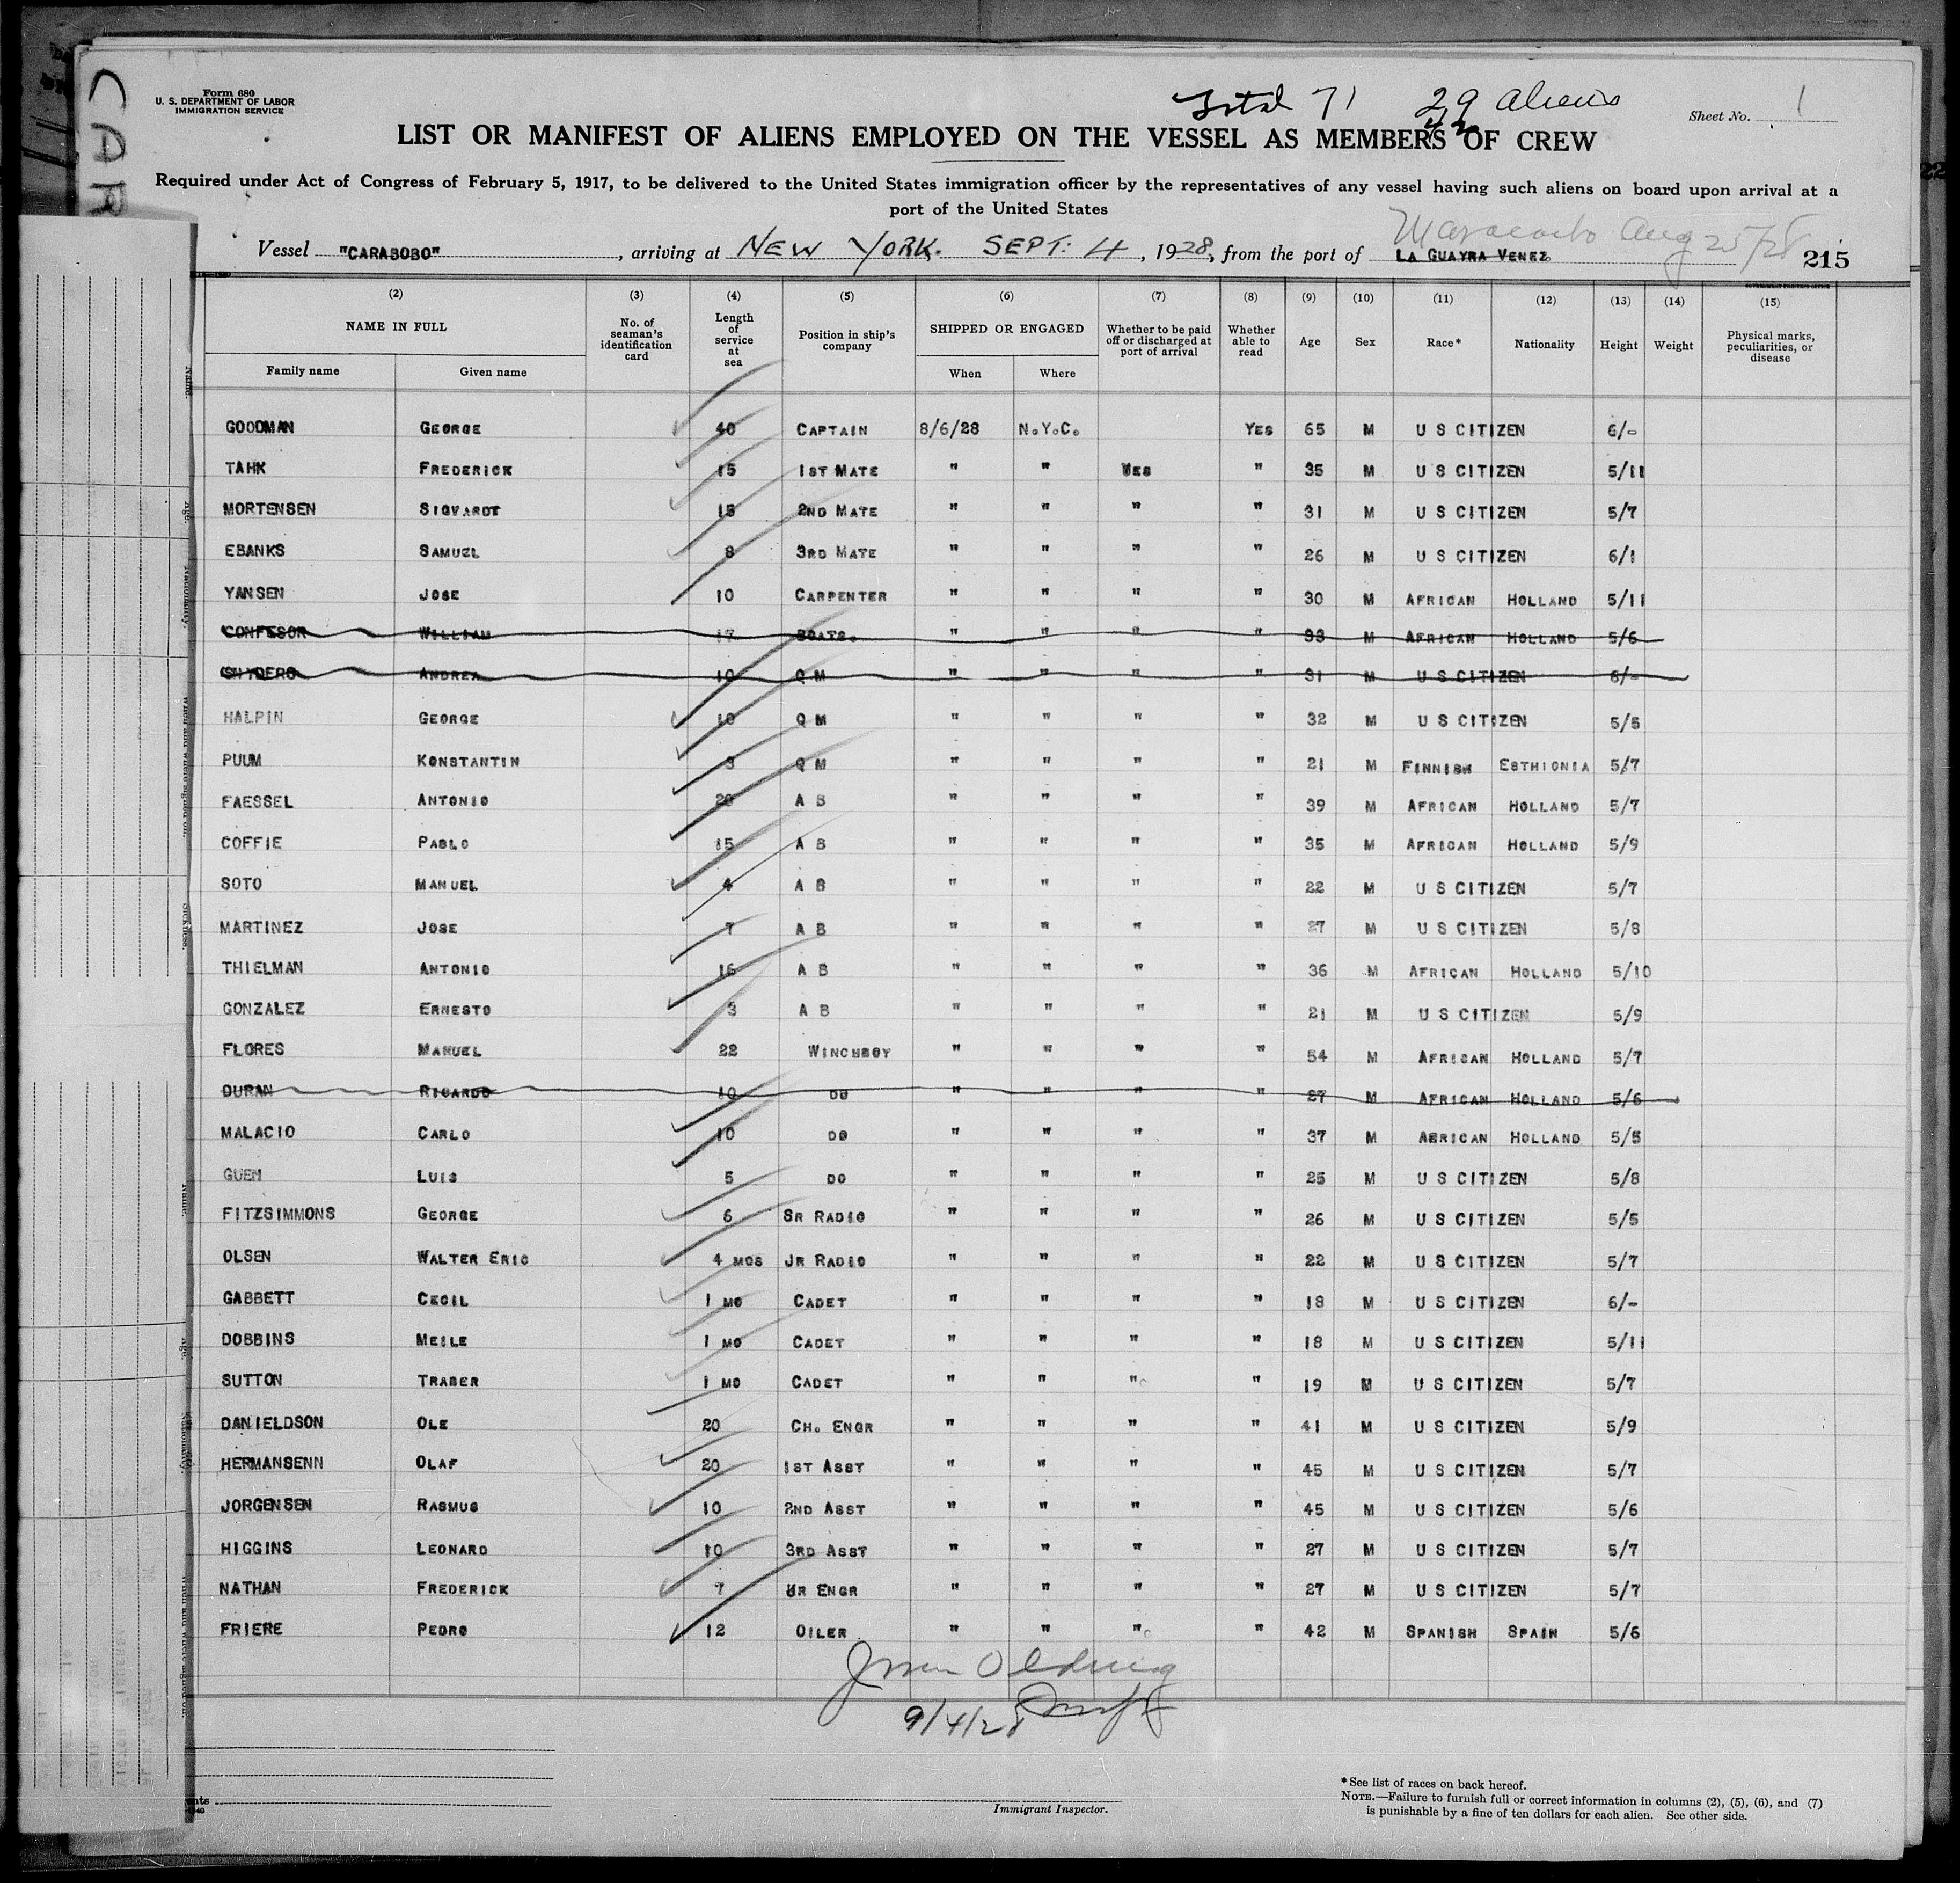 CAR
Form 680
U. S. DEPARTMENT OF LABOR
IMMIGRATION SERVICE
Total 71 29 aliens
42
Sheet No. 1
LIST OR MANIFEST OF ALIENS EMPLOYED ON THE VESSEL AS MEMBERS OF CREW
Required under Act of Congress of February 5, 1917, to be delivered to the United States immigration officer by the representatives of any vessel having such aliens on board upon arrival at a
port of the United States
Maracaibo Aug 25/28
Vessel "CARABOBO", arriving at NEW YORK. SEPT. 4, 1928, from the port of LA GUAYRA VENEZ 215
(2) (3) (4) (5) (6) (7) (8) (9) (10) (11) (12) (13) (14) (15)
NAME IN FULL No. of seaman's identification card Length of service at sea Position in ship's company SHIPPED OR ENGAGED Whether to be paid off or discharged at port of arrival Whether able to read Age Sex Race* Nationality Height Weight Physical marks, peculiarities, or disease
Family name Given name When Where
GOODMAN GEORGE 40 CAPTAIN 8/6/28 N.Y.C. YES 65 M U S CITIZEN 6/-
TAHK FREDERICK 15 1ST MATE " " YES " 35 M U S CITIZEN 5/11
MORTENSEN SIGVARDT 15 2ND MATE " " " " 31 M U S CITIZEN 5/7
EBANKS SAMUEL 8 3RD MATE " " " " 26 M U S CITIZEN 6/1
YANSEN JOSE 10 CARPENTER " " " " 30 M AFRICAN HOLLAND 5/11
CONFESOR WILLIAM 17 BOATS. " " " " 33 M AFRICAN HOLLAND 5/6
SNYDERS ANDREA 10 Q M " " " " 31 M U S CITIZEN 6/-
HALPIN GEORGE 10 Q M " " " " 32 M U S CITIZEN 5/5
PUUM KONSTANTIN 3 Q M " " " " 21 M FINNISH ESTHIONIA 5/7
FAESSEL ANTONIO 20 A B " " " " 39 M AFRICAN HOLLAND 5/7
COFFIE PABLO 15 A B " " " " 35 M AFRICAN HOLLAND 5/9
SOTO MANUEL 4 A B " " " " 22 M U S CITIZEN 5/7
MARTINEZ JOSE 7 A B " " " " 27 M U S CITIZEN 5/8
THIELMAN ANTONIO 16 A B " " " " 36 M AFRICAN HOLLAND 5/10
GONZALEZ ERNESTO 3 A B " " " " 21 M U S CITIZEN 5/9
FLORES MANUEL 22 WINCHBOY " " " " 54 M AFRICAN HOLLAND 5/7
DURAN RICARDO 10 DO " " " " 27 M AFRICAN HOLLAND 5/6
MALACIO CARLO 10 DO " " " " 37 M AFRICAN HOLLAND 5/5
GUEM LUIS 5 DO " " " " 25 M U S CITIZEN 5/8
FITZSIMMONS GEORGE 6 SR RADIO " " " " 26 M U S CITIZEN 5/5
OLSEN WALTER ERIC 4 MOS JR RADIO " " " " 22 M U S CITIZEN 5/7
GABBETT CECIL 1 MO CADET " " " " 18 M U S CITIZEN 6/-
DOBBINS MEILE 1 MO CADET " " " " 18 M U S CITIZEN 5/11
SUTTON TRABER 1 MO CADET " " " " 19 M U S CITIZEN 5/7
DANIELDSON OLE 20 CH. ENGR " " " " 41 M U S CITIZEN 5/9
HERMANSENN OLAF 20 1ST ASST " " " " 45 M U S CITIZEN 5/7
JORGENSEN RASMUS 10 2ND ASST " " " " 45 M U S CITIZEN 5/6
HIGGINS LEONARD 10 3RD ASST " " " " 27 M U S CITIZEN 5/7
NATHAN FREDERICK 7 JR ENGR " " " " 27 M U S CITIZEN 5/7
FRIERE PEDRO 12 OILER " " " " 42 M SPANISH SPAIN 5/6
9/4/28
Immigrant Inspector.
*See list of races on back hereof.
NOTE.—Failure to furnish full or correct information in columns (2), (5), (6), and (7)
is punishable by a fine of ten dollars for each alien. See other side.